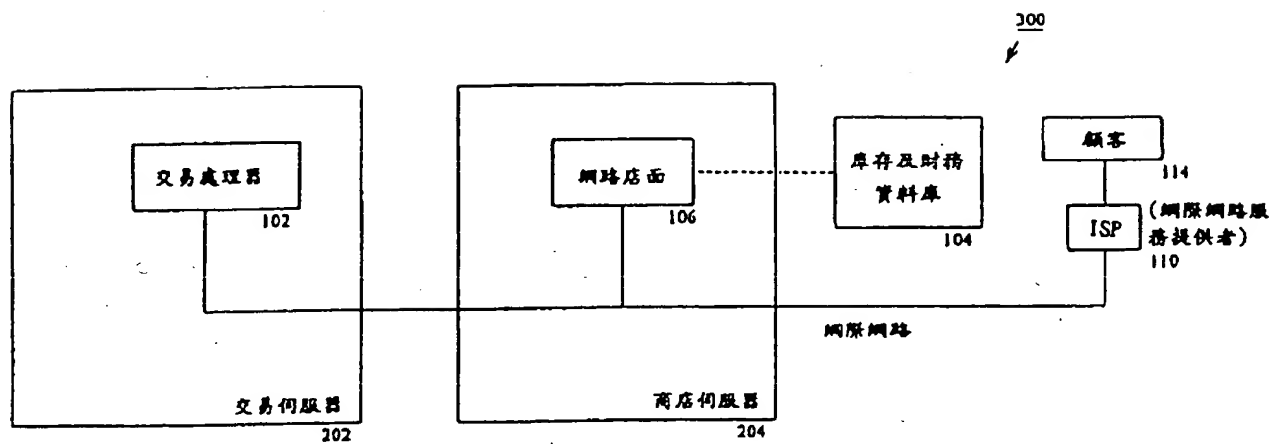 300
交易處理器
102
網路店面
106
庫存及財務
資料庫
104
顧客
114
ISP
(網際網路服
務提供者)
110
網際網路
交易伺服器
202
商店伺服器
204